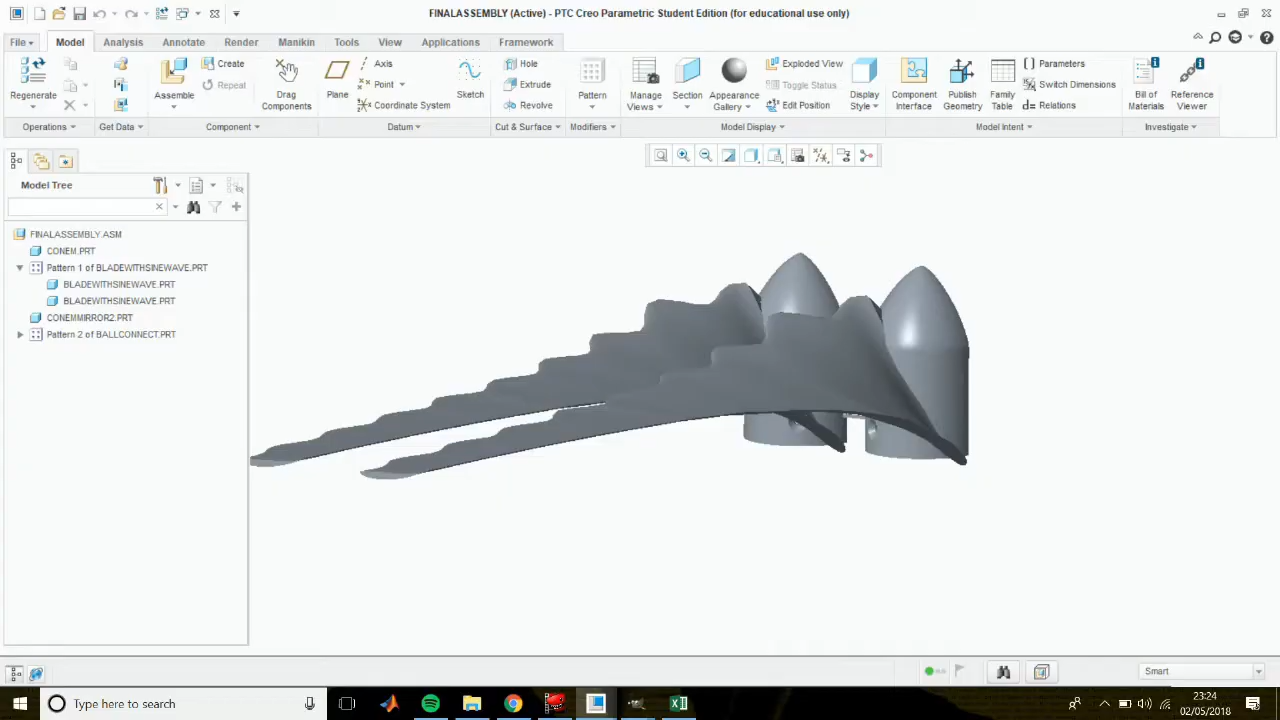 FINALASSEMBLY (Active) - PTC Creo Parametric Student Edition (for educational use only)
File Model Analysis Annotate Render Manikin Tools View Applications Framework
Regenerate
Operations
Get Data
Assemble
Create
Repeat
Drag
Components
Component
Plane
Axis
Point
Coordinate System
Sketch
Datum
Hole
Extrude
Revolve
Cut & Surface
Pattern
Modifiers
Manage
Views
Section
Appearance
Gallery
Exploded View
Toggle Status
Edit Position
Display
Style
Model Display
Component
Interface
Publish
Geometry
Family
Table
Parameters
Switch Dimensions
Relations
Model Intent
Bill of
Materials
Reference
Viewer
Investigate
Model Tree
FINALASSEMBLY.ASM
CONEM.PRT
Pattern 1 of BLADEWITHSINEWAVE.PRT
BLADEWITHSINEWAVE.PRT
BLADEWITHSINEWAVE.PRT
CONEMMIRROR2.PRT
Pattern 2 of BALLCONNECT.PRT
Smart
Type here to search
23:24
02/05/2018